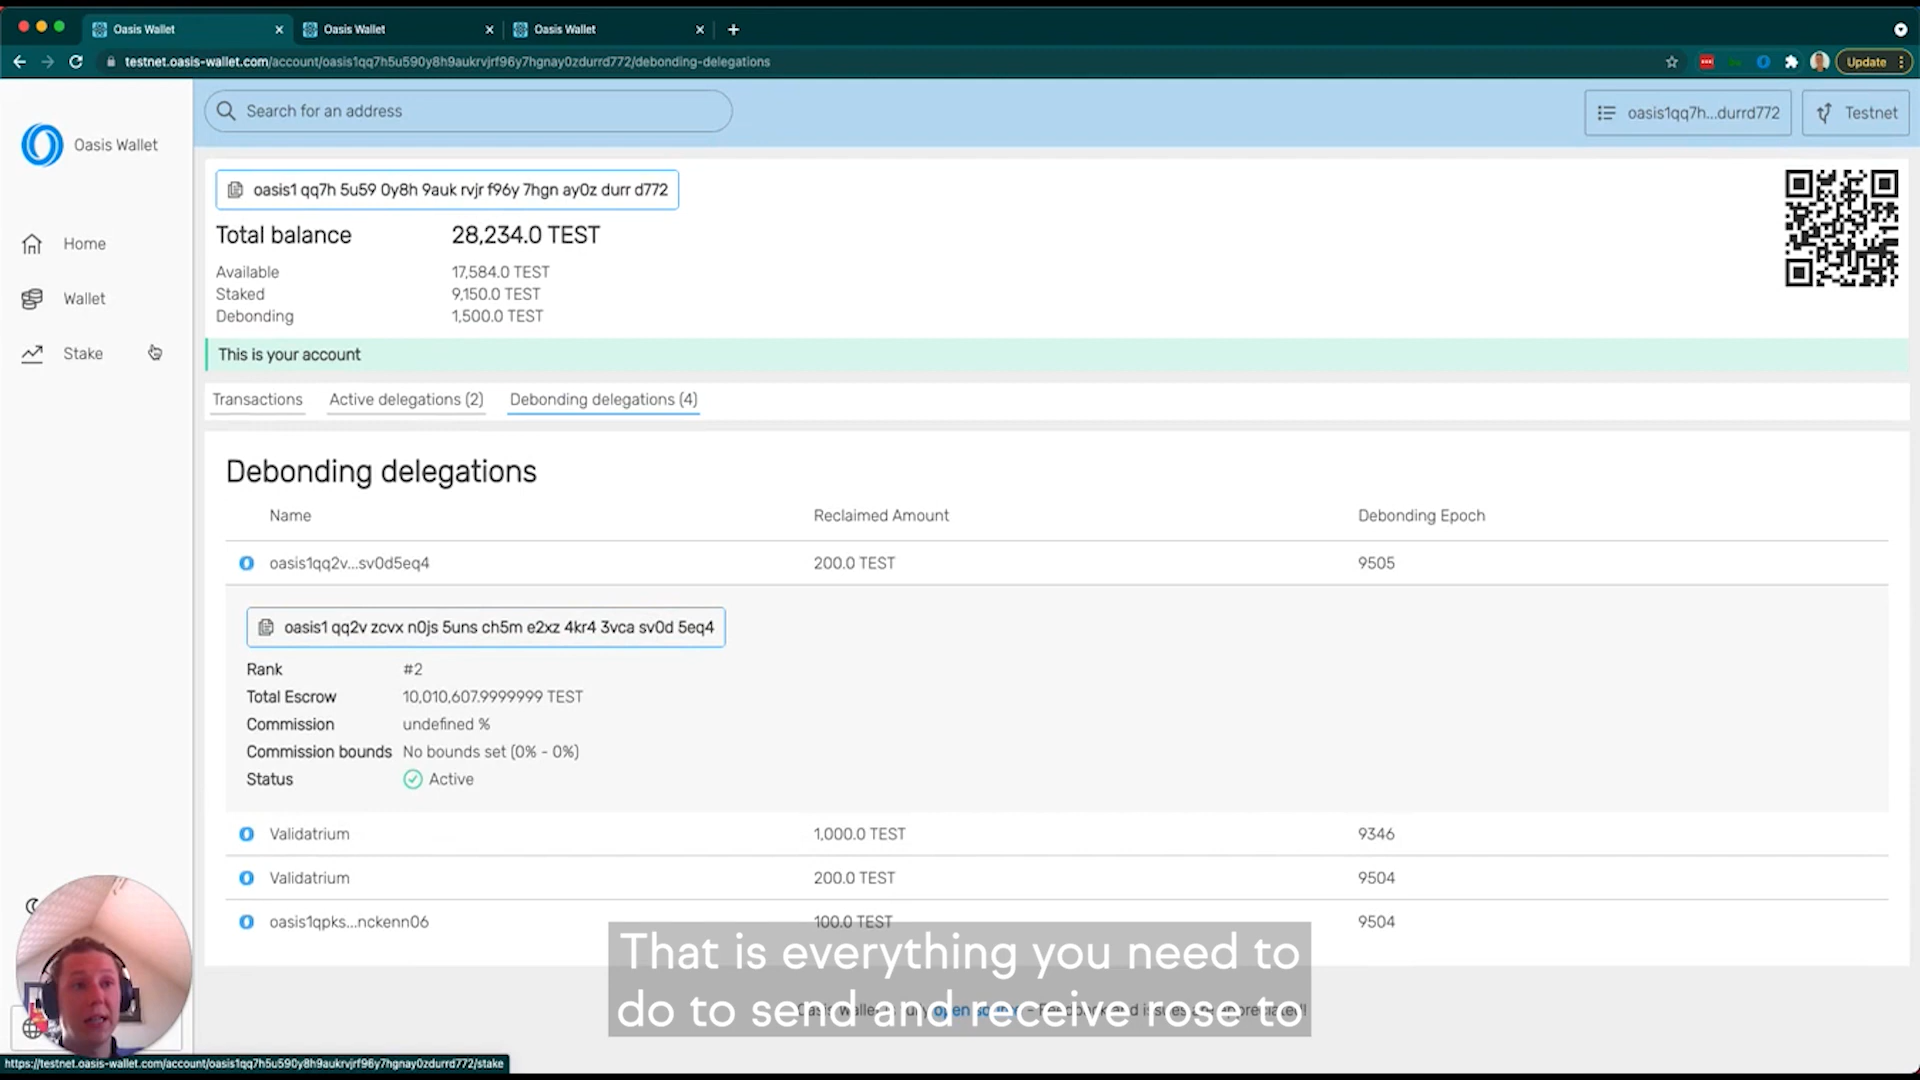 Oasis Wallet
Oasis Wallet
Oasis Wallet
testnet.oasis-wallet.com/account/oasis1qq7h5u590y8h9aukrvjrf96y7hgnay0zdurrd772/debonding-delegations
Update
Oasis Wallet
Search for an address
oasis1qq7h...durrd772
Testnet
Home
Wallet
Stake
oasis1 qq7h 5u59 0y8h 9auk rvjr f96y 7hgn ay0z durr d772
Total balance 28,234.0 TEST
Available 17,584.0 TEST
Staked 9,150.0 TEST
Debonding 1,500.0 TEST
This is your account
Transactions Active delegations (2) Debonding delegations (4)
Debonding delegations
Name Reclaimed Amount Debonding Epoch
oasis1qq2v...sv0d5eq4 200.0 TEST 9505
oasis1 qq2v zcvx n0js 5uns ch5m e2xz 4kr4 3vca sv0d 5eq4
Rank #2
Total Escrow 10,010,607.9999999 TEST
Commission undefined %
Commission bounds No bounds set (0% - 0%)
Status Active
Validatrium 1,000.0 TEST 9346
Validatrium 200.0 TEST 9504
oasis1qpks...nckenn06 100.0 TEST 9504
That is everything you need to
do to send and receive rose to
https://testnet.oasis-wallet.com/account/oasis1qq7h5u590y8h9aukrvjrf96y7hgnay0zdurrd772/stake